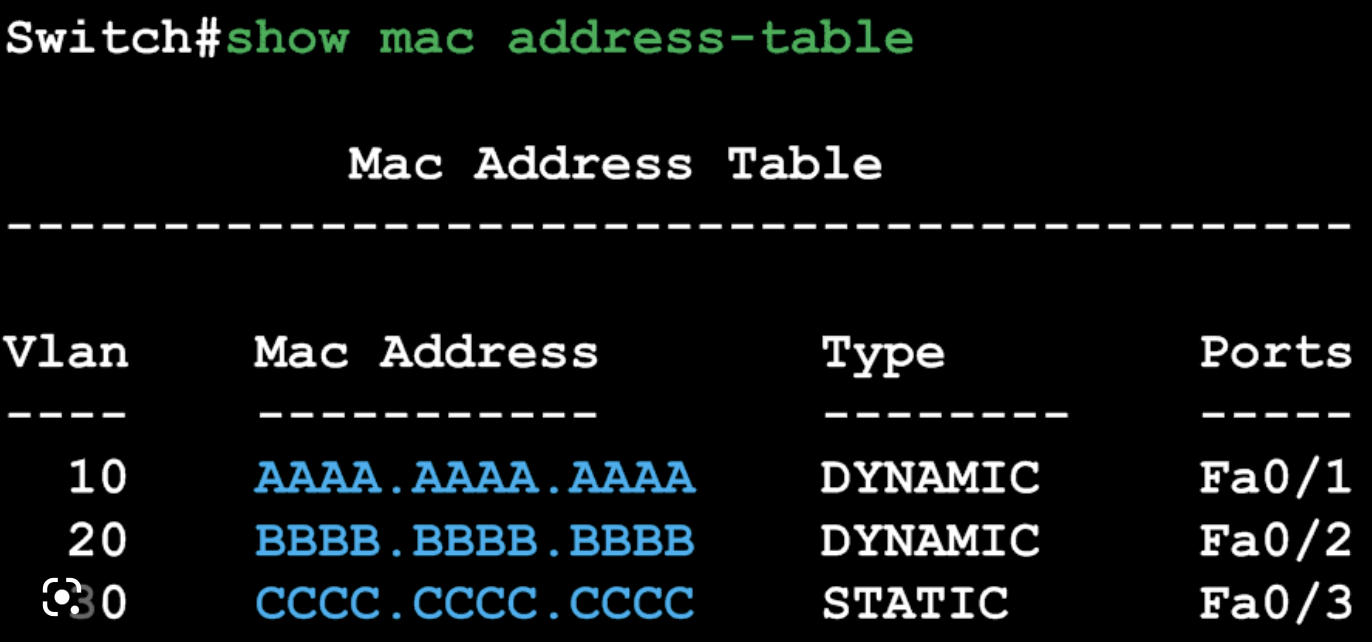 Switch#show mac address-table
Mac Address Table
-------------------------------------------
Vlan Mac Address Type Ports
---- ----------- -------- -----
10 AAAA.AAAA.AAAA DYNAMIC Fa0/1
20 BBBB.BBBB.BBBB DYNAMIC Fa0/2
30 CCCC.CCCC.CCCC STATIC Fa0/3